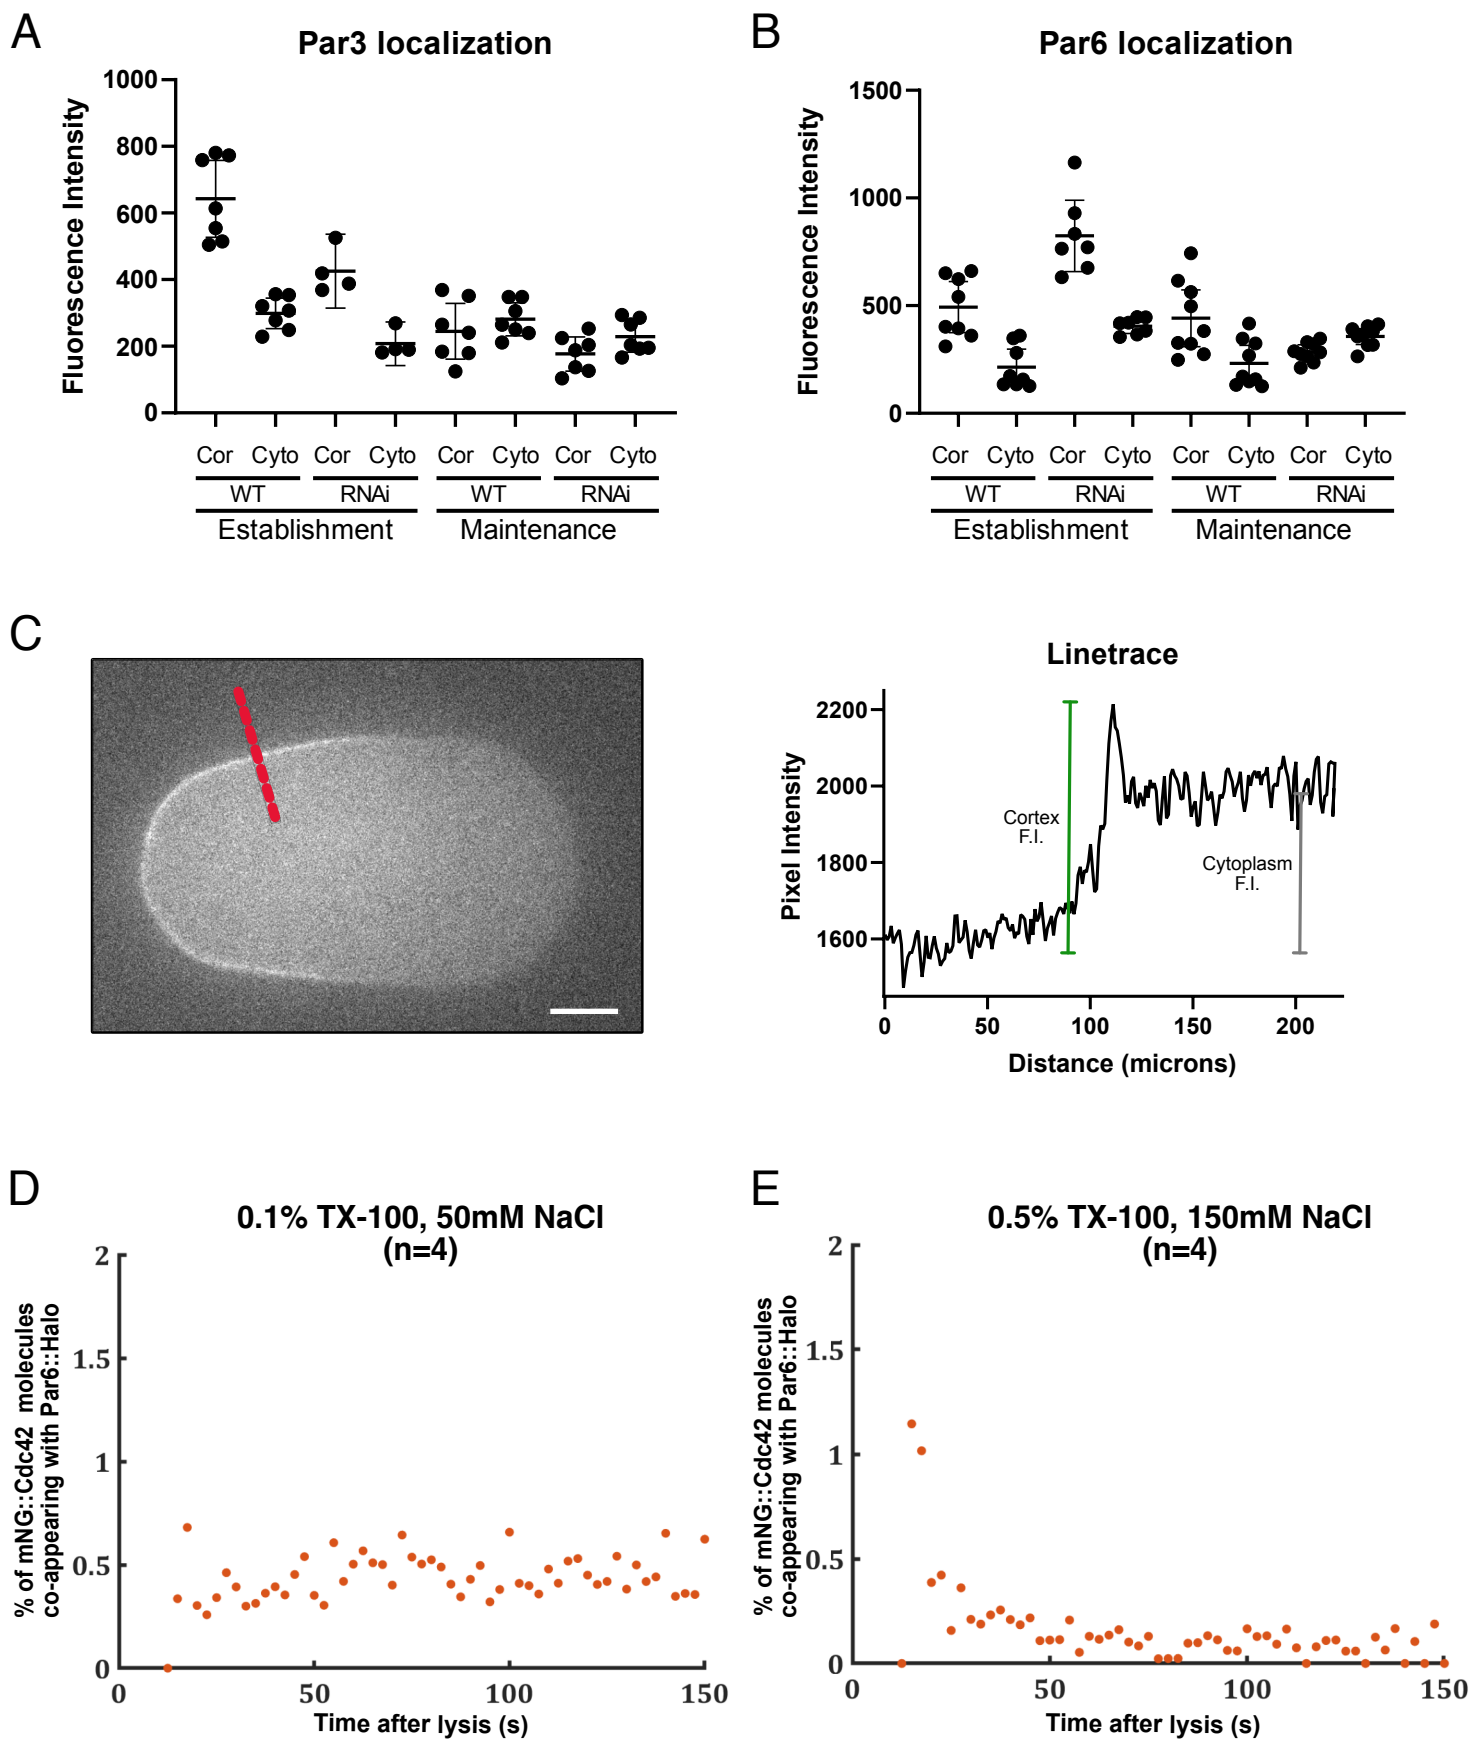 A
Par3 localization
Fluorescence Intensity
1000
800
600
400
200
0
Cor Cyto Cor Cyto Cor Cyto Cor Cyto
WT RNAi WT RNAi
Establishment Maintenance
B
Par6 localization
Fluorescence Intensity
1500
1000
500
0
Cor Cyto Cor Cyto Cor Cyto Cor Cyto
WT RNAi WT RNAi
Establishment Maintenance
C
Linetrace
Pixel Intensity
2200
2000
1800
1600
Cortex
F.I.
Cytoplasm
F.I.
0 50 100 150 200
Distance (microns)
D
0.1% TX-100, 50mM NaCl
(n=4)
% of mNG::Cdc42 molecules
co-appearing with Par6::Halo
2
1.5
1
0.5
0
0 50 100 150
Time after lysis (s)
E
0.5% TX-100, 150mM NaCl
(n=4)
% of mNG::Cdc42 molecules
co-appearing with Par6::Halo
2
1.5
1
0.5
0
0 50 100 150
Time after lysis (s)